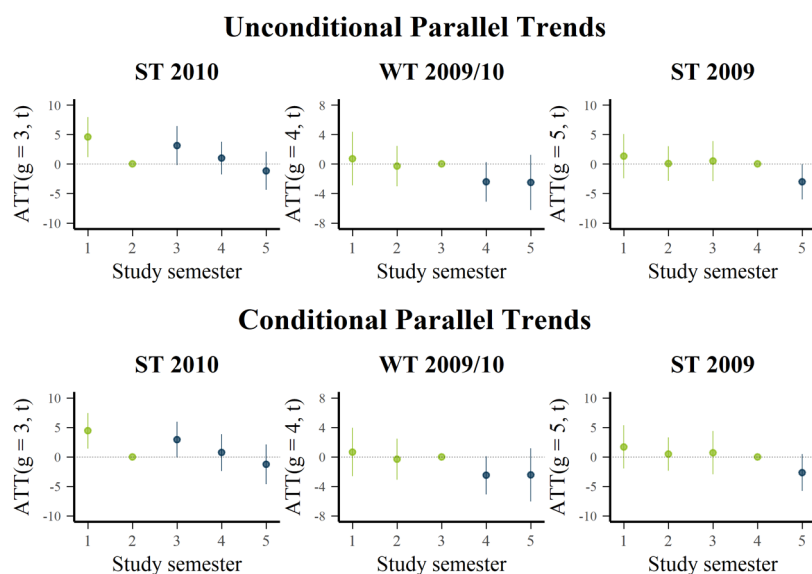 Unconditional Parallel Trends
ST 2010
WT 2009/10
ST 2009
ATT(g = 3, t)
10
5
0
-5
-10
1 2 3 4 5
Study semester
ATT(g = 4, t)
8
4
0
-4
-8
1 2 3 4 5
Study semester
ATT(g = 5, t)
10
5
0
-5
-10
1 2 3 4 5
Study semester
Conditional Parallel Trends
ST 2010
WT 2009/10
ST 2009
ATT(g = 3, t)
10
5
0
-5
-10
1 2 3 4 5
Study semester
ATT(g = 4, t)
8
4
0
-4
-8
1 2 3 4 5
Study semester
ATT(g = 5, t)
10
5
0
-5
-10
1 2 3 4 5
Study semester